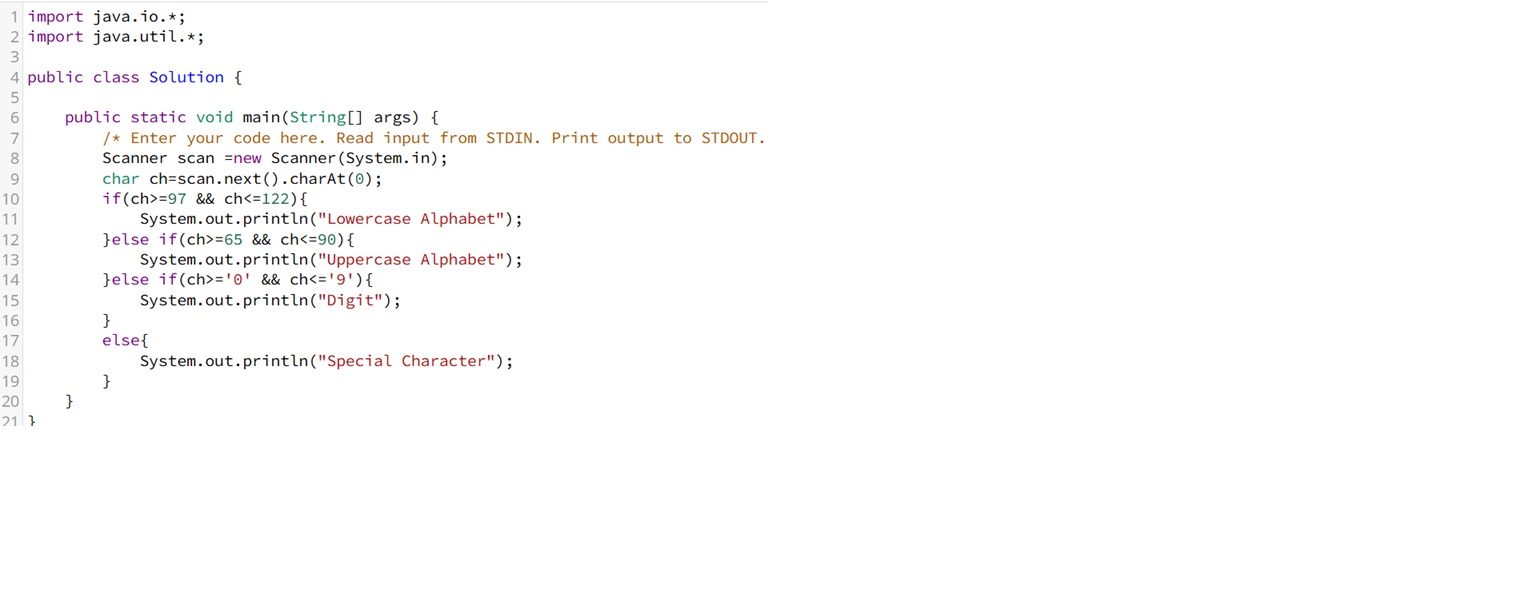 1 import java.io.*;
2 import java.util.*;
3
4 public class Solution {
5
6     public static void main(String[] args) {
7         /* Enter your code here. Read input from STDIN. Print output to STDOUT.
8         Scanner scan =new Scanner(System.in);
9         char ch=scan.next().charAt(0);
10         if(ch>=97 && ch<=122){
11             System.out.println("Lowercase Alphabet");
12         }else if(ch>=65 && ch<=90){
13             System.out.println("Uppercase Alphabet");
14         }else if(ch>='0' && ch<='9'){
15             System.out.println("Digit");
16         }
17         else{
18             System.out.println("Special Character");
19         }
20     }
21 }